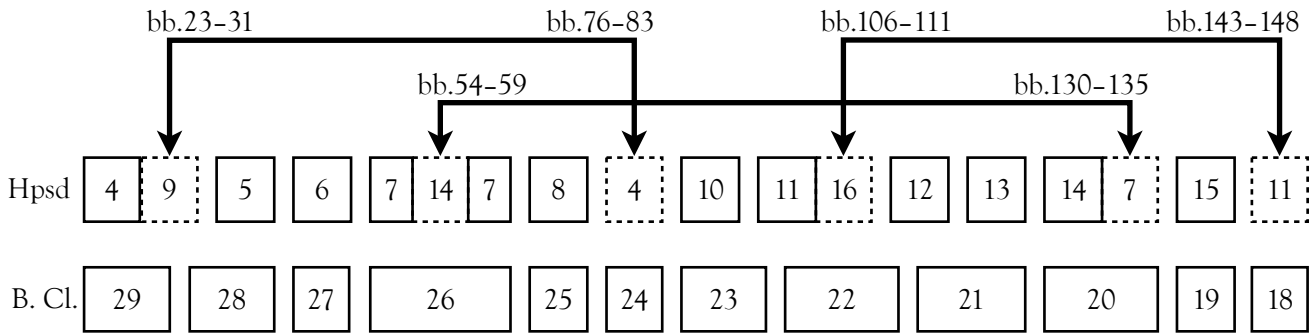 bb.23–31 bb.76–83 bb.106–111 bb.143–148
bb.54–59 bb.130–135
Hpsd 4 9 5 6 7 14 7 8 4 10 11 16 12 13 14 7 15 11
B. Cl. 29 28 27 26 25 24 23 22 21 20 19 18